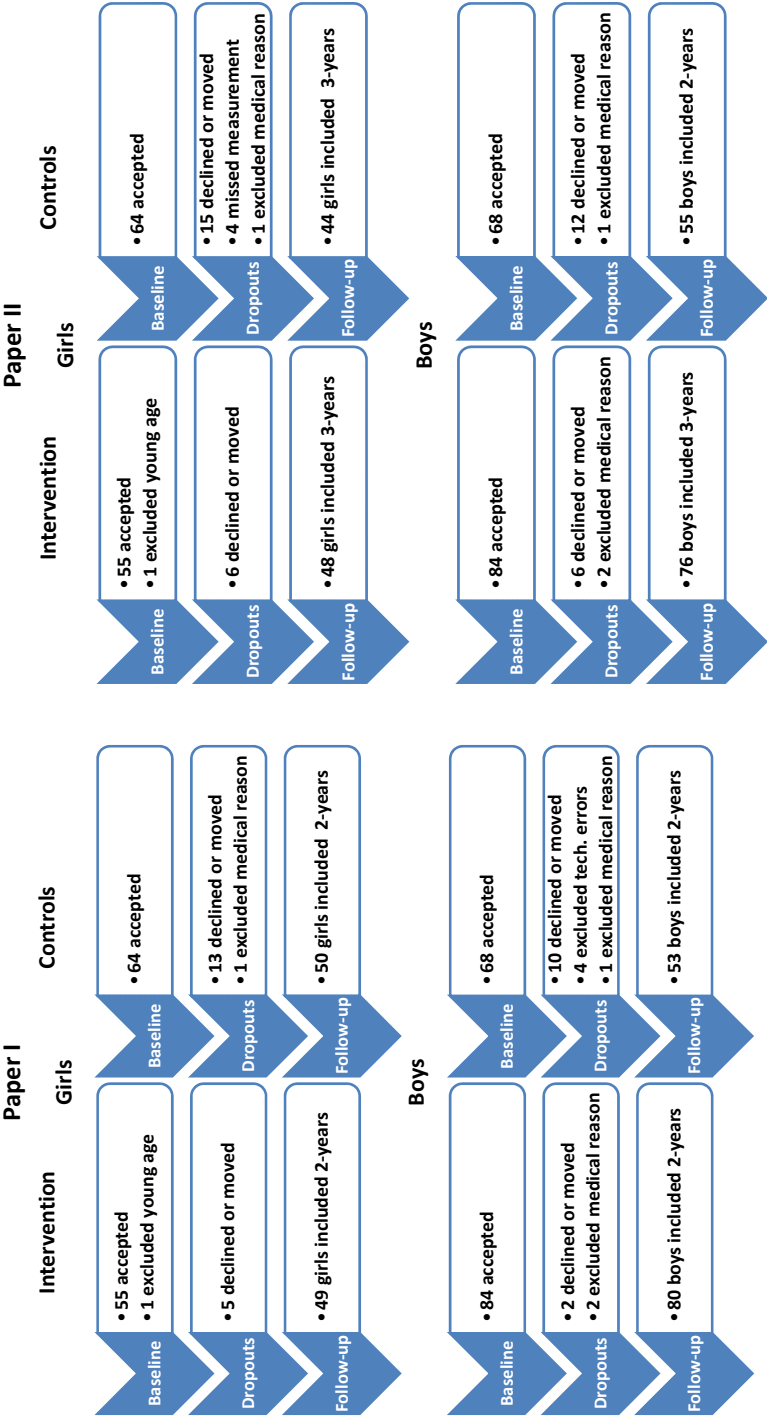 Paper I
Girls
Intervention
Baseline
• 55 accepted
• 1 excluded young age
Dropouts
• 5 declined or moved
Follow-up
• 49 girls included 2-years
Controls
Baseline
• 64 accepted
Dropouts
• 13 declined or moved
• 1 excluded medical reason
Follow-up
• 50 girls included 2-years
Boys
Baseline
• 84 accepted
Dropouts
• 2 declined or moved
• 2 excluded medical reason
Follow-up
• 80 boys included 2-years
Baseline
• 68 accepted
Dropouts
• 10 declined or moved
• 4 excluded tech. errors
• 1 excluded medical reason
Follow-up
• 53 boys included 2-years
Paper II
Girls
Intervention
Baseline
• 55 accepted
• 1 excluded young age
Dropouts
• 6 declined or moved
Follow-up
• 48 girls included 3-years
Controls
Baseline
• 64 accepted
Dropouts
• 15 declined or moved
• 4 missed measurement
• 1 excluded medical reason
Follow-up
• 44 girls included 3-years
Boys
Baseline
• 84 accepted
Dropouts
• 6 declined or moved
• 2 excluded medical reason
Follow-up
• 76 boys included 3-years
Baseline
• 68 accepted
Dropouts
• 12 declined or moved
• 1 excluded medical reason
Follow-up
• 55 boys included 2-years